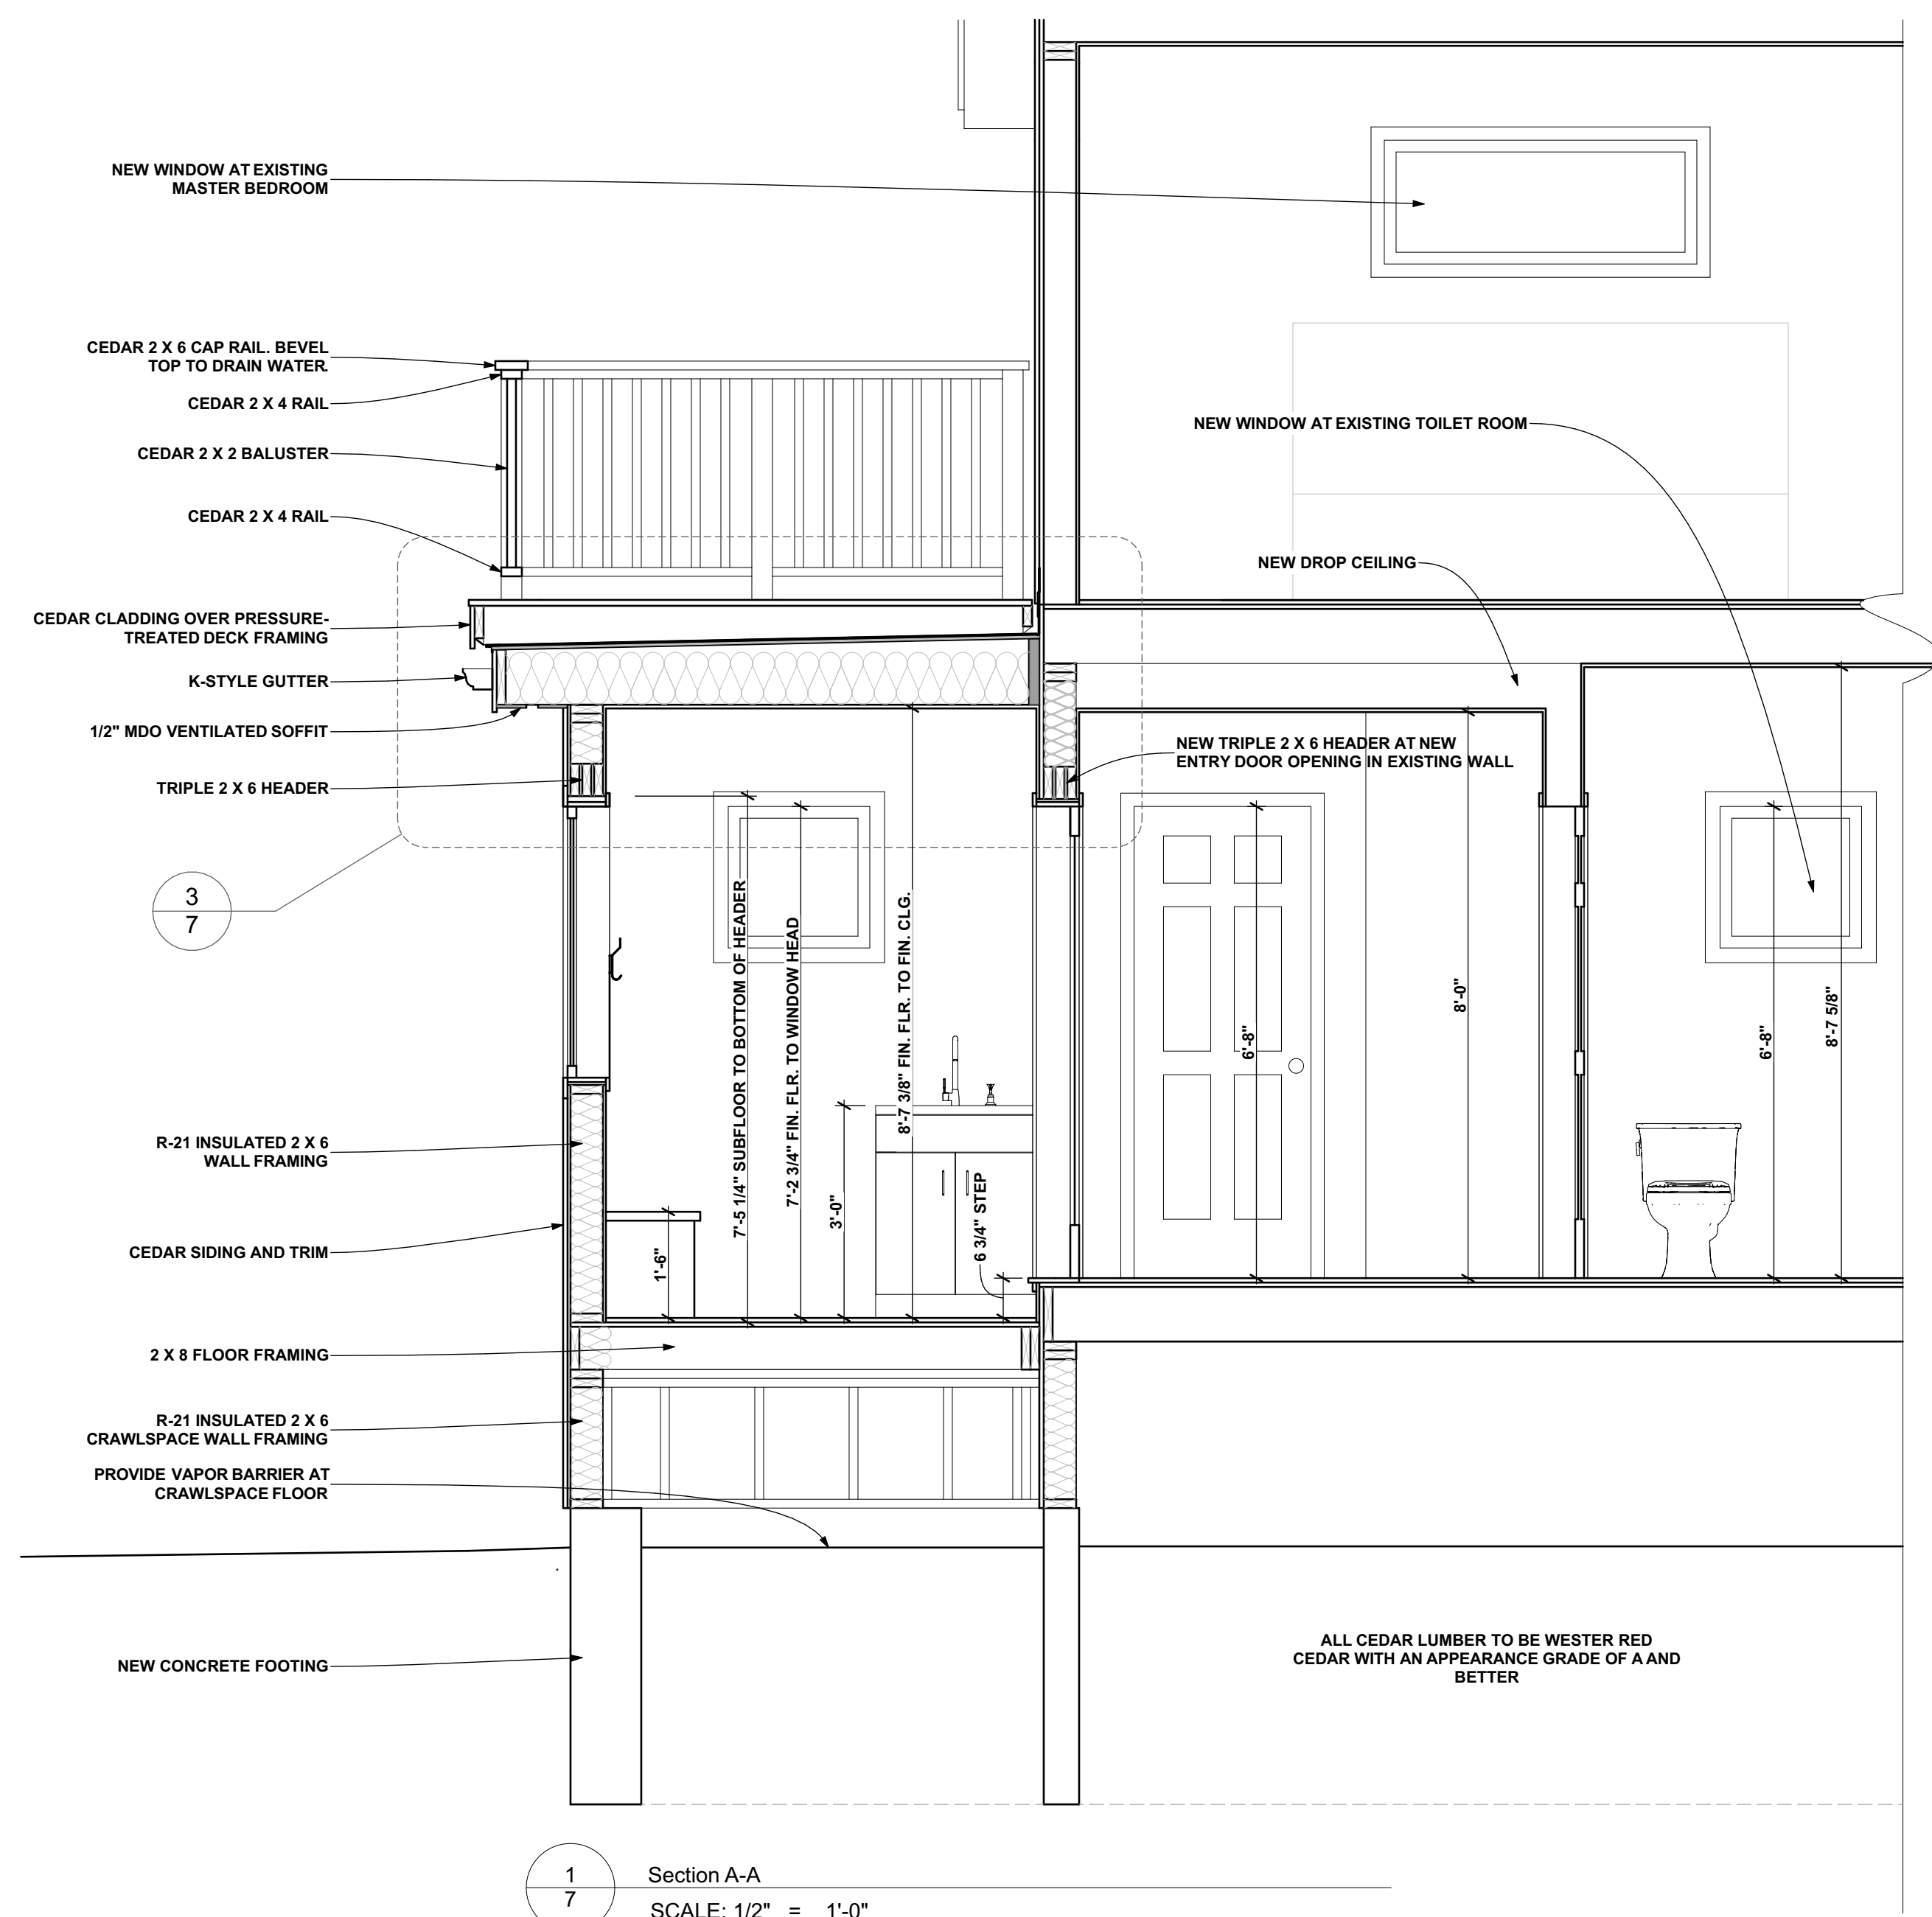 NEW WINDOW AT EXISTING
MASTER BEDROOM
CEDAR 2 X 6 CAP RAIL. BEVEL
TOP TO DRAIN WATER.
CEDAR 2 X 4 RAIL
CEDAR 2 X 2 BALUSTER
CEDAR 2 X 4 RAIL
CEDAR CLADDING OVER PRESSURE-
TREATED DECK FRAMING
K-STYLE GUTTER
1/2" MDO VENTILATED SOFFIT
TRIPLE 2 X 6 HEADER
3
7
R-21 INSULATED 2 X 6
WALL FRAMING
CEDAR SIDING AND TRIM
2 X 8 FLOOR FRAMING
R-21 INSULATED 2 X 6
CRAWLSPACE WALL FRAMING
PROVIDE VAPOR BARRIER AT
CRAWLSPACE FLOOR
NEW CONCRETE FOOTING
NEW WINDOW AT EXISTING TOILET ROOM
NEW DROP CEILING
NEW TRIPLE 2 X 6 HEADER AT NEW
ENTRY DOOR OPENING IN EXISTING WALL
1'-6"
7'-5 1/4" SUBFLOOR TO BOTTOM OF HEADER
7'-2 3/4" FIN. FLR. TO WINDOW HEAD
3'-0"
8'-7 3/8" FIN. FLR. TO FIN. CLG.
6 3/4" STEP
6'-8"
8'-0"
6'-8"
8'-7 5/8"
ALL CEDAR LUMBER TO BE WESTER RED
CEDAR WITH AN APPEARANCE GRADE OF A AND
BETTER
1
7
Section A-A
SCALE: 1/2" = 1'-0"